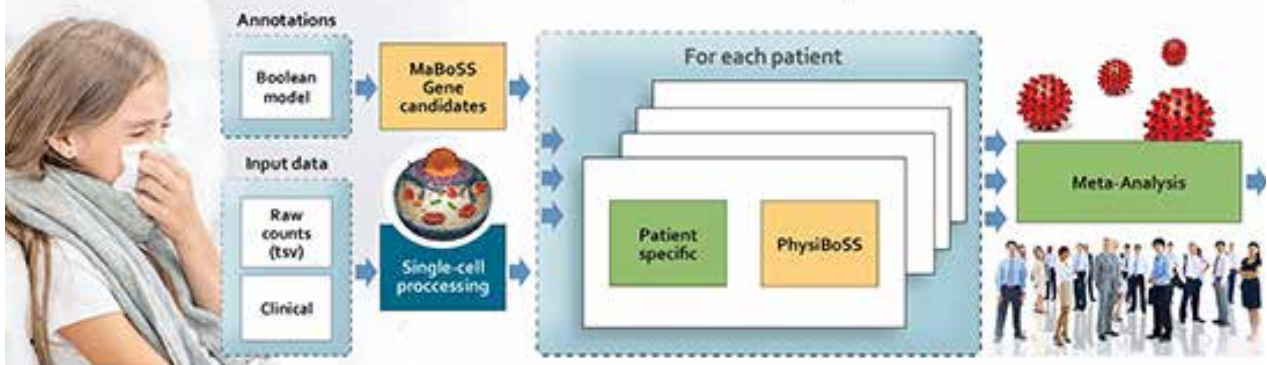 Annotations
Boolean
model
MaBoSS
Gene
candidates
Input data
Raw
counts
(tsv)
Clinical
Single-cell
proccessing
For each patient
Patient
specific
PhysiBoSS
Meta-Analysis